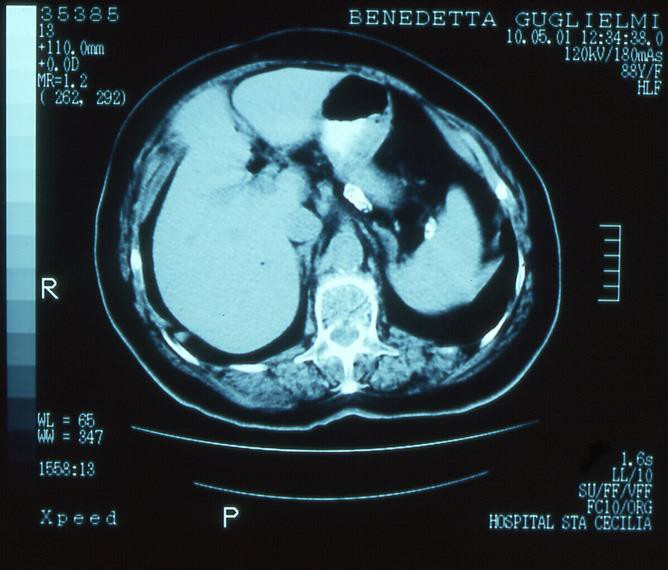 35385
13
+110.0mm
+0.0D
MR=1.2
( 262, 292)
BENEDETTA GUGLIELMI
10.05.01 12:34:38.0
120kV/180mAs
88Y/F
HLF
R
WL = 65
WW = 347
1558:13
Xpeed
P
1.6s
LL/10
SU/FF/VFF
FC10/ORG
HOSPITAL STA CECILIA